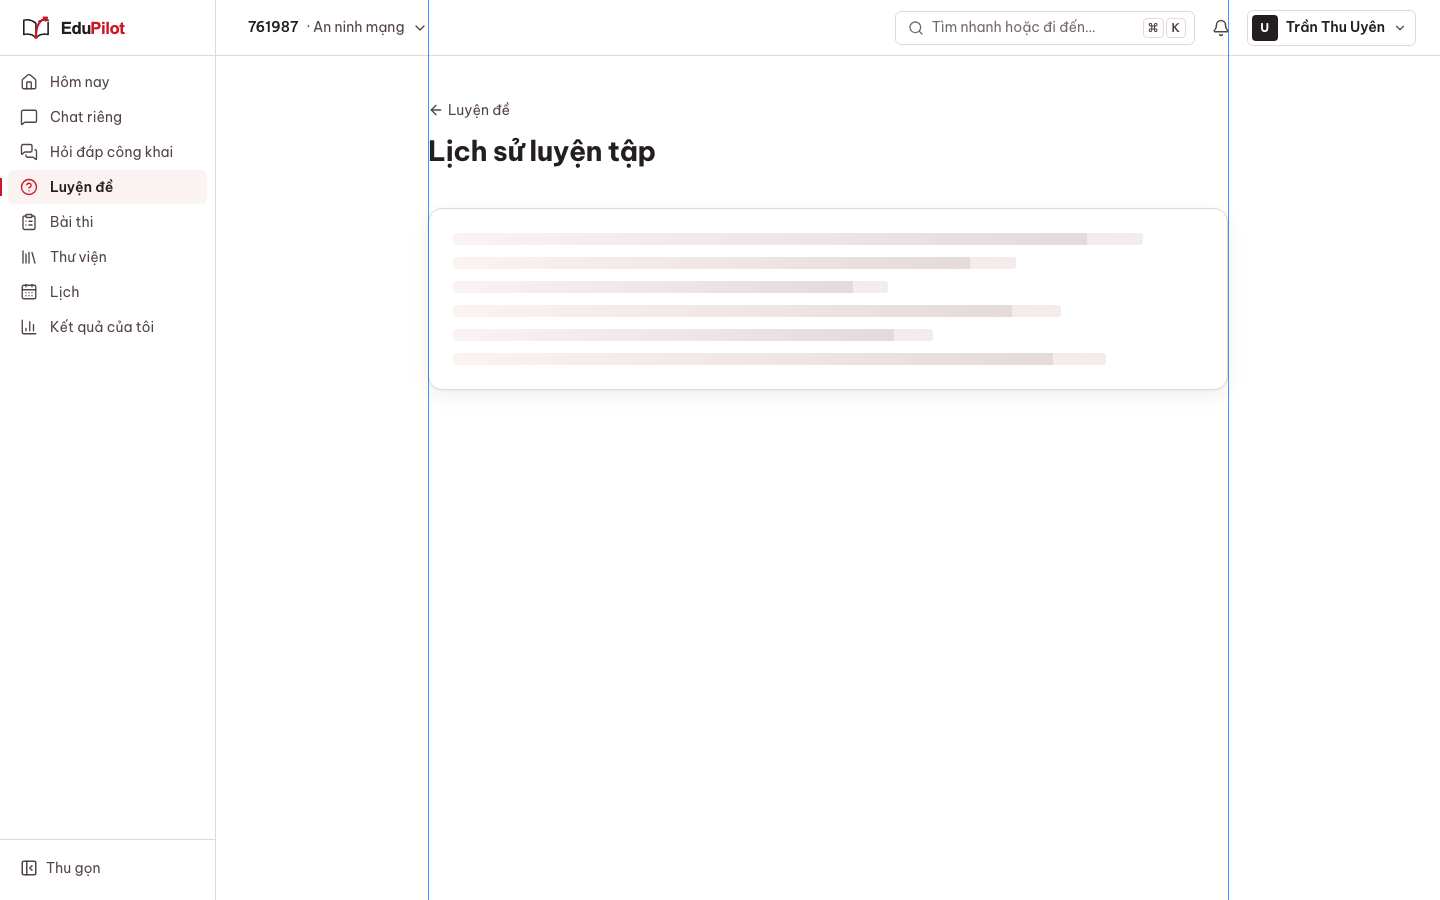 EduPilot
761987 · An ninh mạng
Tìm nhanh hoặc đi đến...
⌘ K
U Trần Thu Uyên
Hôm nay
Chat riêng
Hỏi đáp công khai
Luyện đề
Bài thi
Thư viện
Lịch
Kết quả của tôi
Thu gọn
← Luyện đề
Lịch sử luyện tập